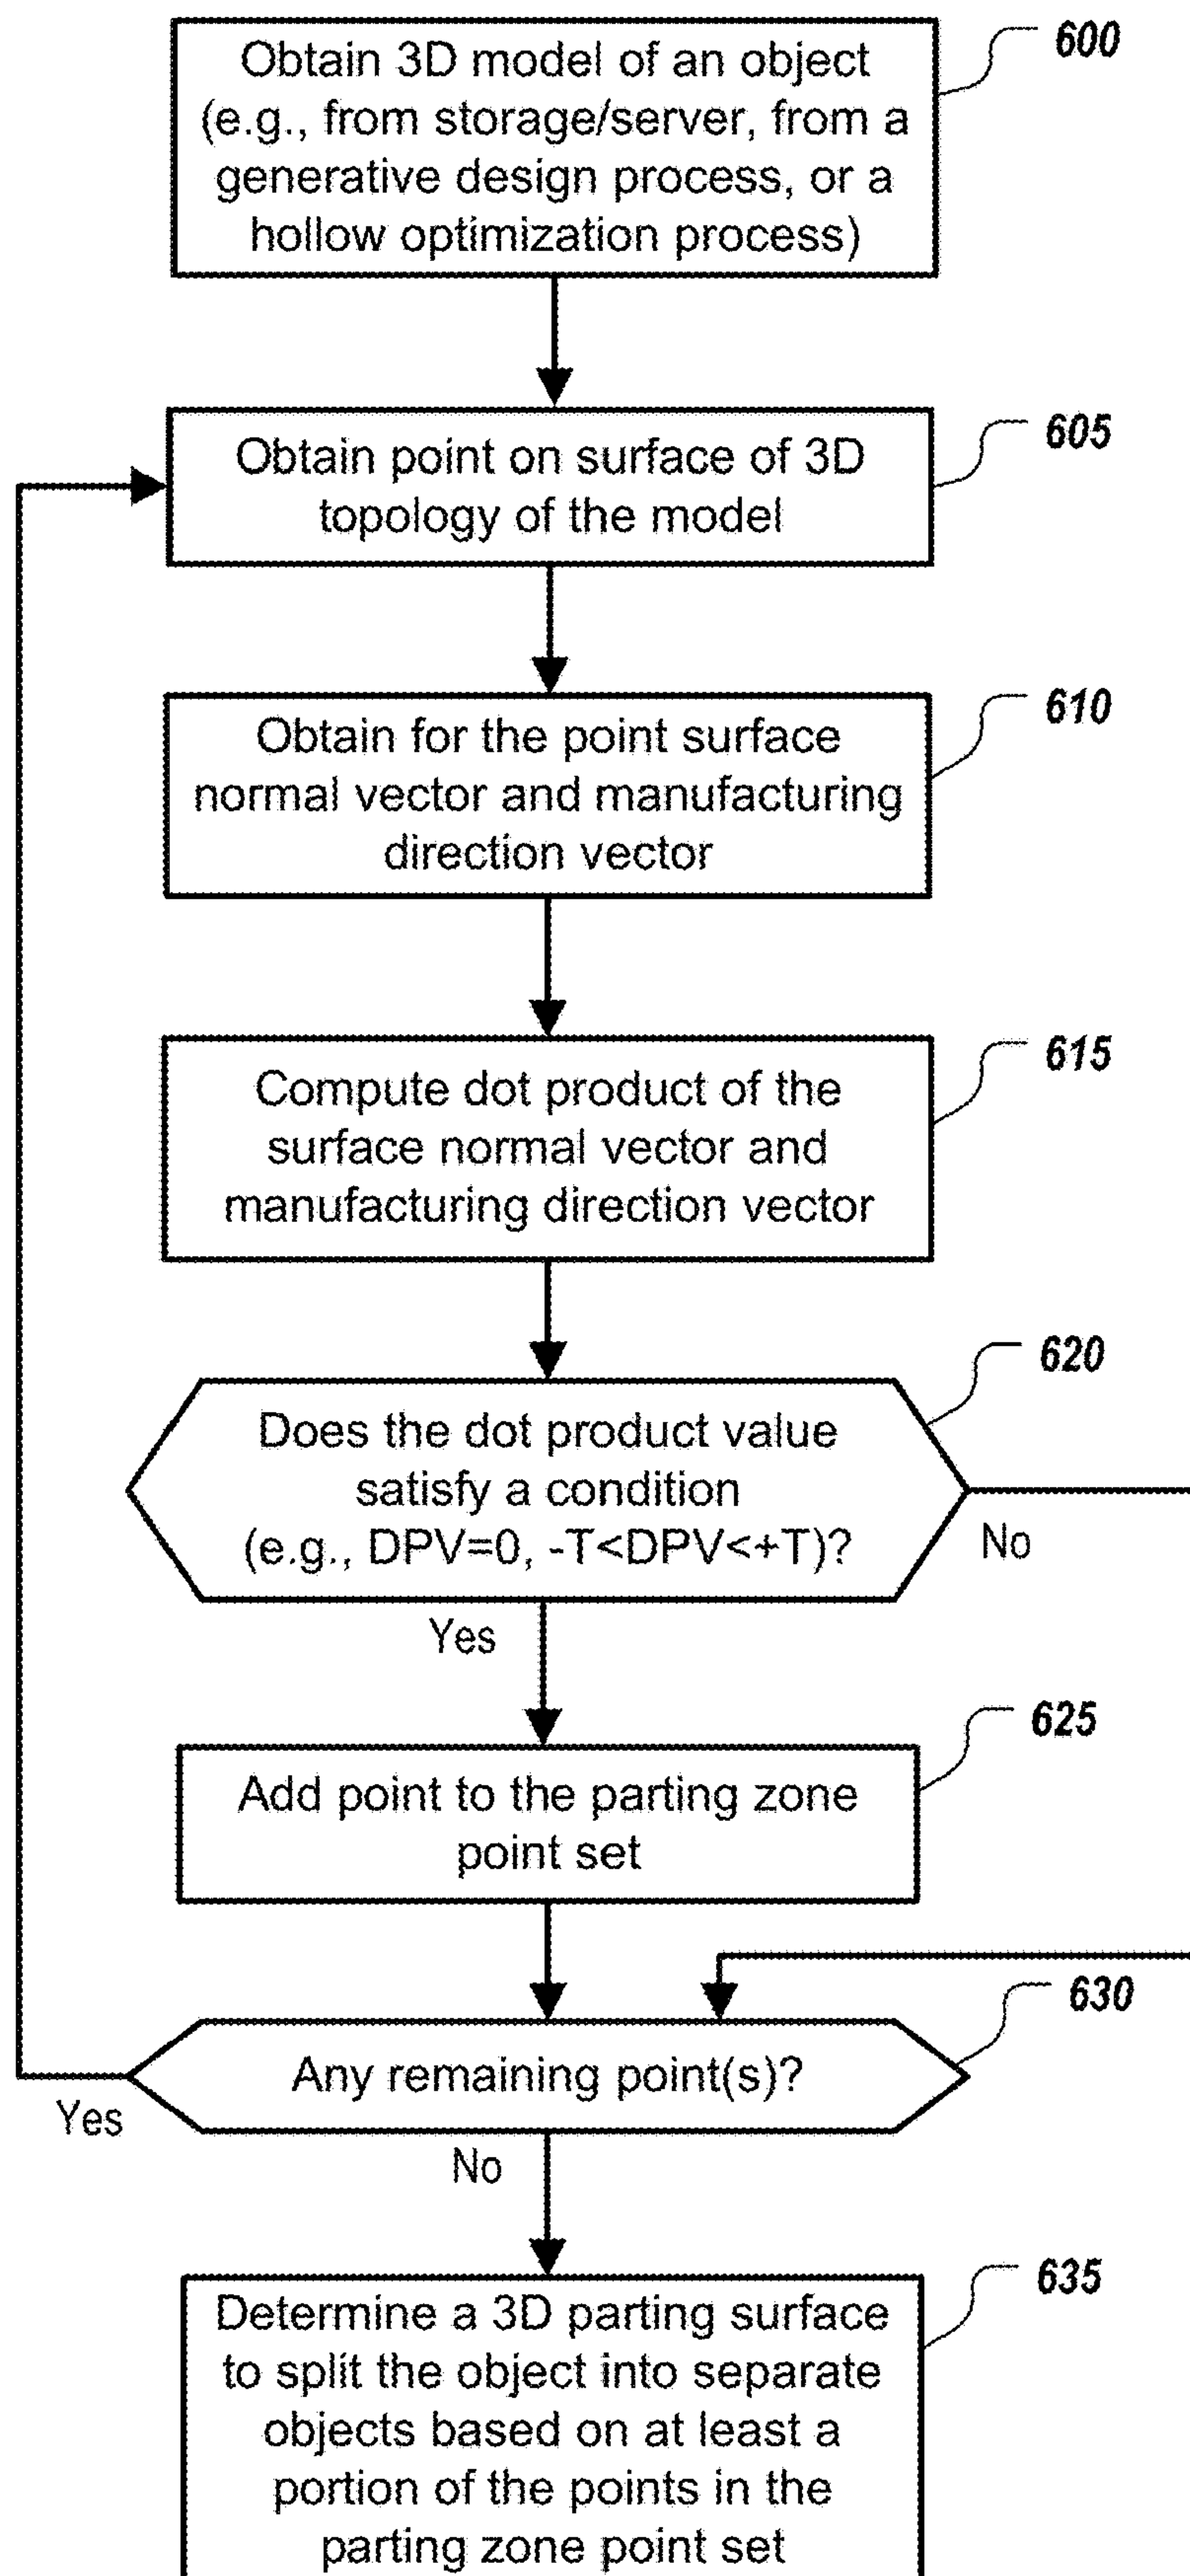 Obtain 3D model of an object
(e.g., from storage/server, from a
generative design process, or a
hollow optimization process)
600
Obtain point on surface of 3D
topology of the model
605
Obtain for the point surface
normal vector and manufacturing
direction vector
610
Compute dot product of the
surface normal vector and
manufacturing direction vector
615
Does the dot product value
satisfy a condition
(e.g., DPV=0, -T<DPV<+T)?
620
No
Yes
Add point to the parting zone
point set
625
Any remaining point(s)?
630
Yes
No
Determine a 3D parting surface
to split the object into separate
objects based on at least a
portion of the points in the
parting zone point set
635